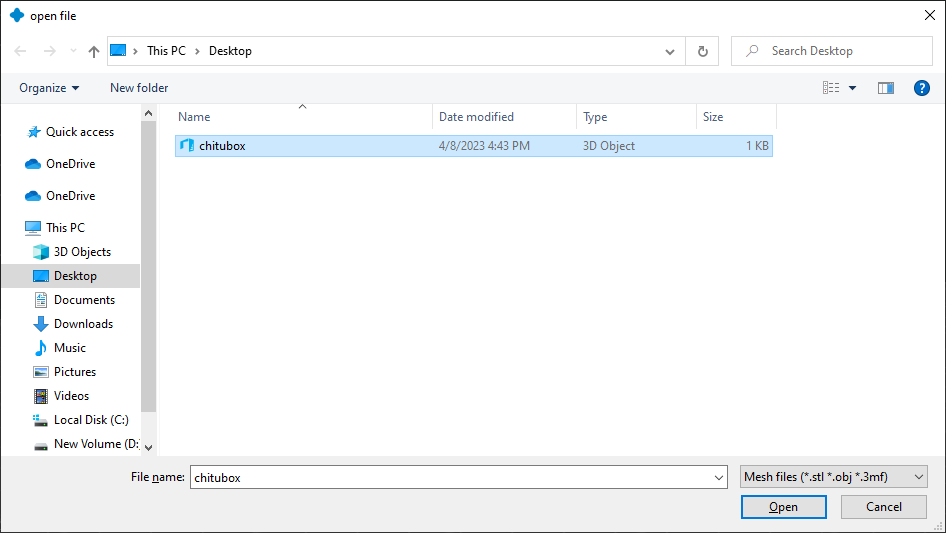 open file
This PC
Desktop
Search Desktop
Organize
New folder
?
Name
Date modified
Type
Size
chitubox
4/8/2023 4:43 PM
3D Object
1 KB
Quick access
OneDrive
OneDrive
This PC
3D Objects
Desktop
Documents
Downloads
Music
Pictures
Videos
Local Disk (C:)
New Volume (D:
File name:
chitubox
Mesh files (*.stl *.obj *.3mf)
Open
Cancel